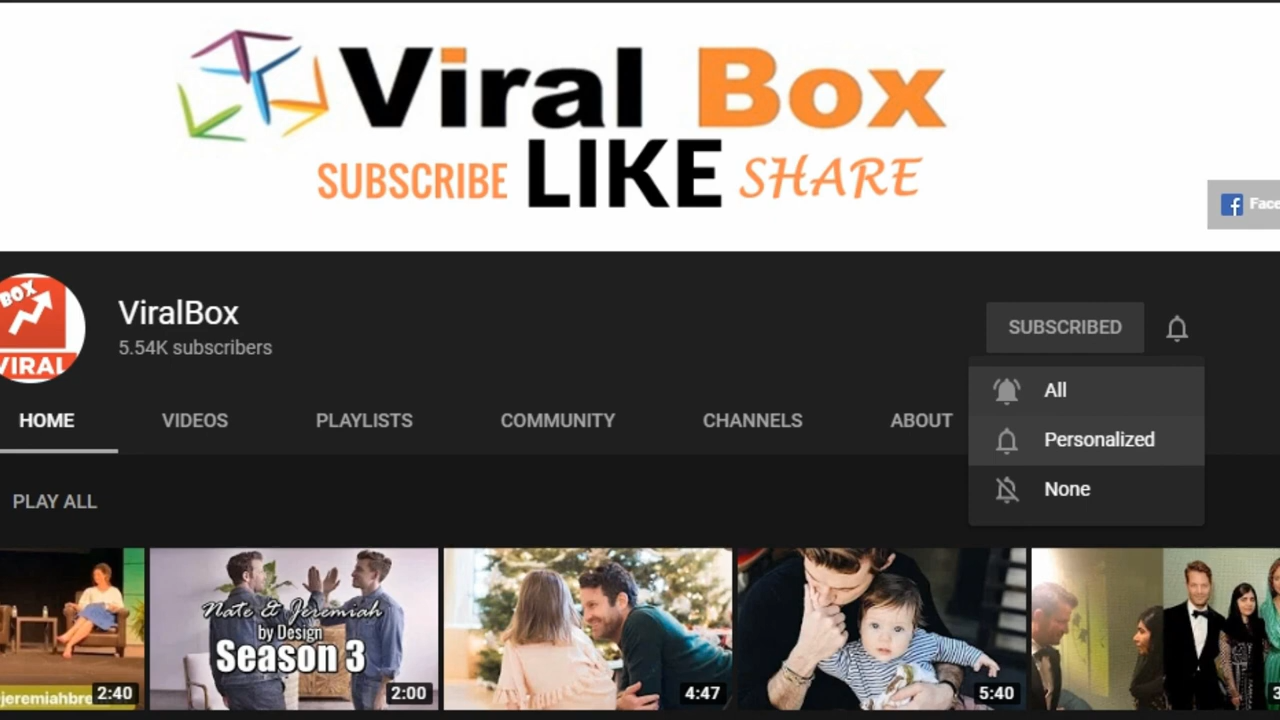 Viral Box
SUBSCRIBE LIKE SHARE
Face
BOX
VIRAL
ViralBox
5.54K subscribers
SUBSCRIBED
HOME VIDEOS PLAYLISTS COMMUNITY CHANNELS ABOUT
All
Personalized
None
PLAY ALL
Nate & Jeremiah
by Design
Season 3
jeremiahbre
2:40
2:00
4:47
5:40
3